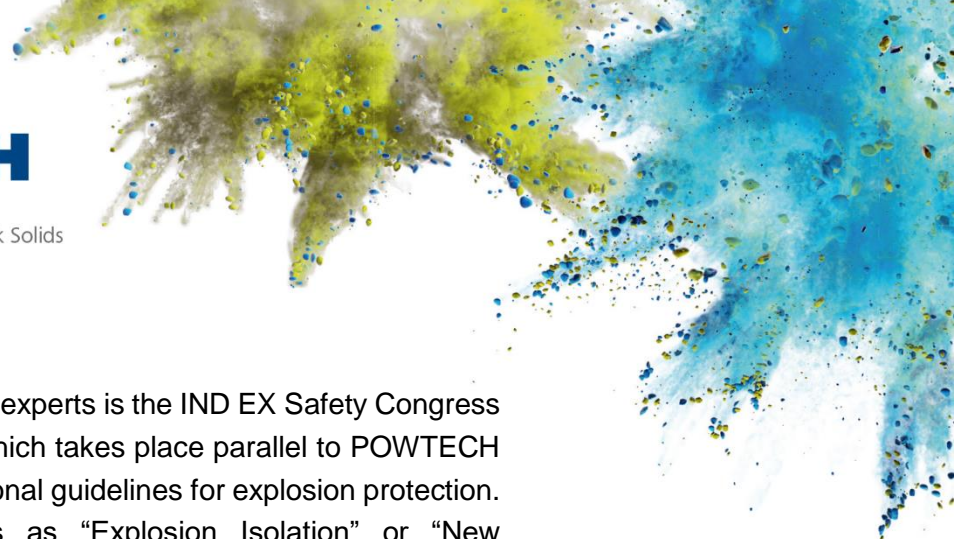 H
k Solids
experts is the IND EX Safety Congress
hich takes place parallel to POWTECH
onal guidelines for explosion protection.
s as “Explosion Isolation” or “New